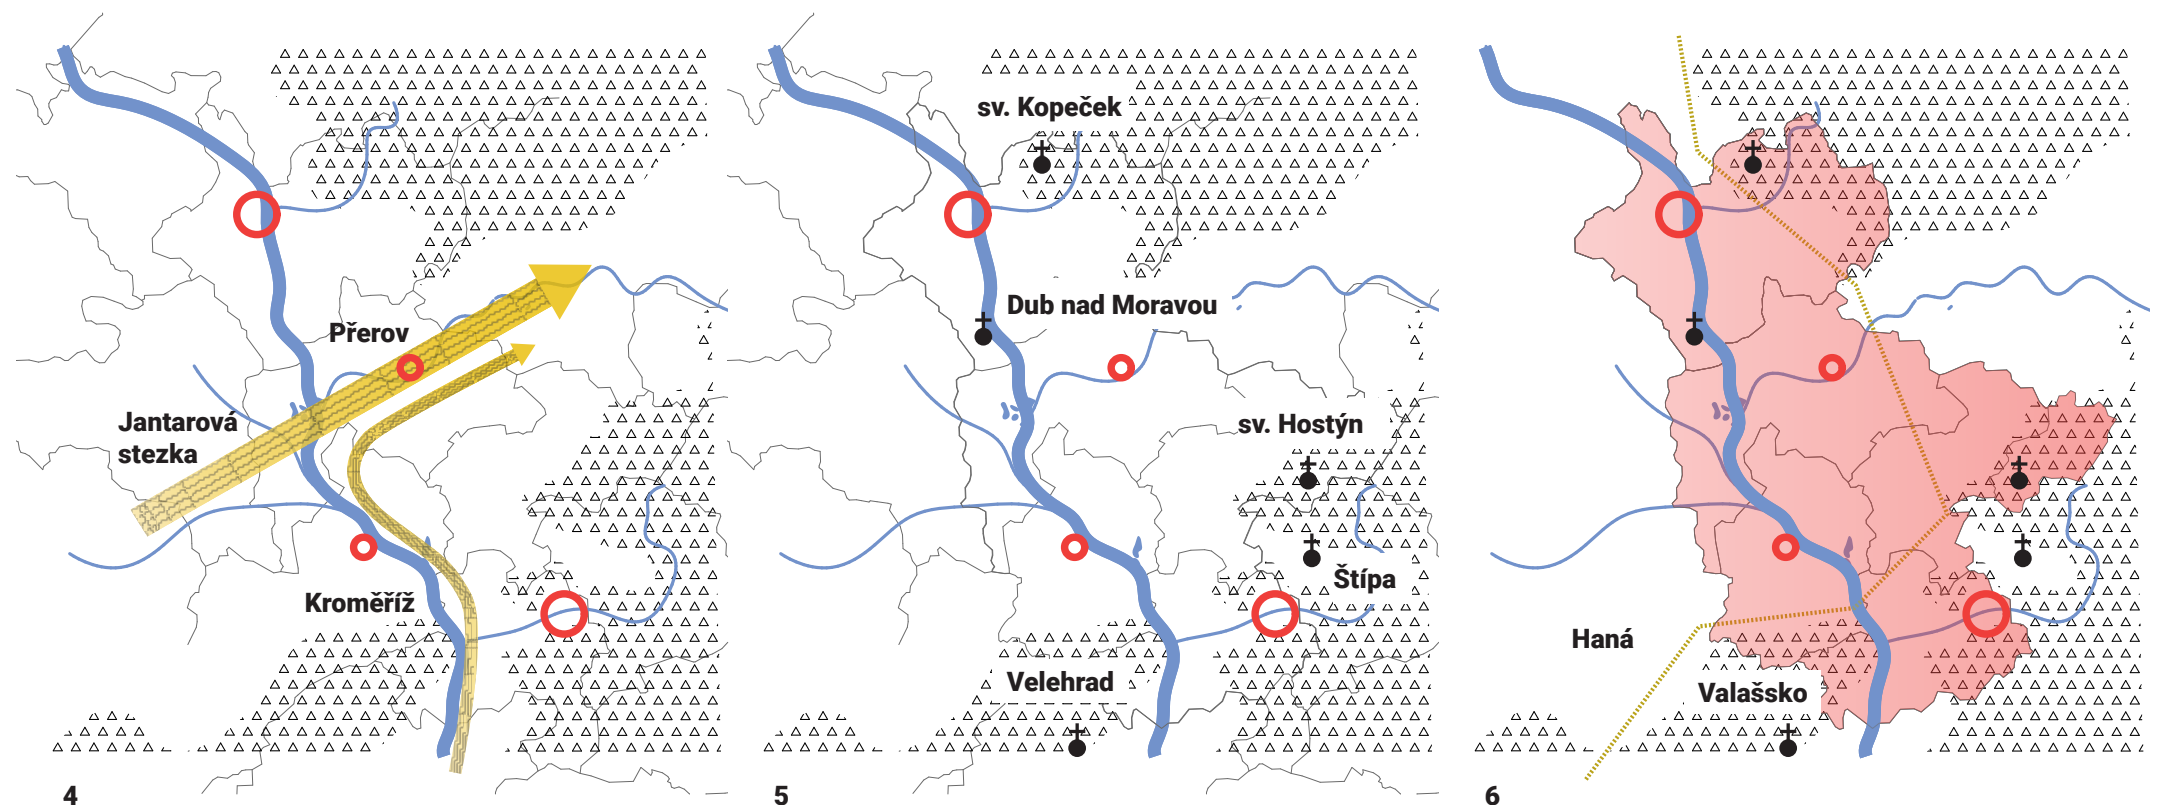 Přerov
Jantarová
stezka
Kroměříž
4
sv. Kopeček
Dub nad Moravou
sv. Hostýn
Štípa
Velehrad
5
Haná
Valašsko
6